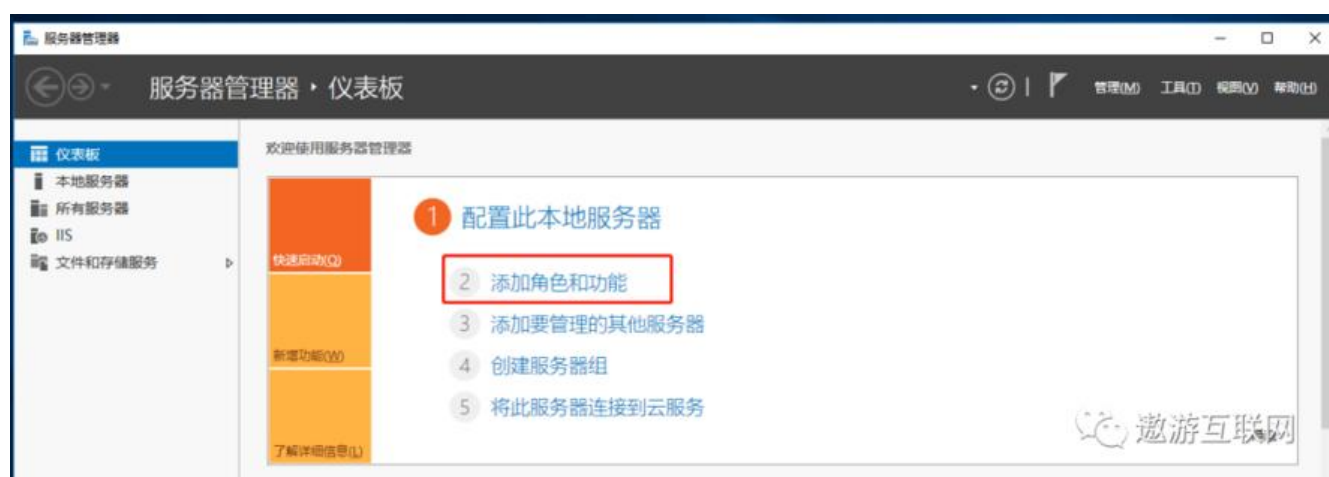 服务器管理器
服务器管理器 · 仪表板
管理(M) 工具(T) 视图(V) 帮助(H)
仪表板
本地服务器
所有服务器
IIS
文件和存储服务
欢迎使用服务器管理器
快速启动(Q)
新增功能(W)
了解详细信息(L)
1 配置此本地服务器
2 添加角色和功能
3 添加要管理的其他服务器
4 创建服务器组
5 将此服务器连接到云服务
遨游互联网